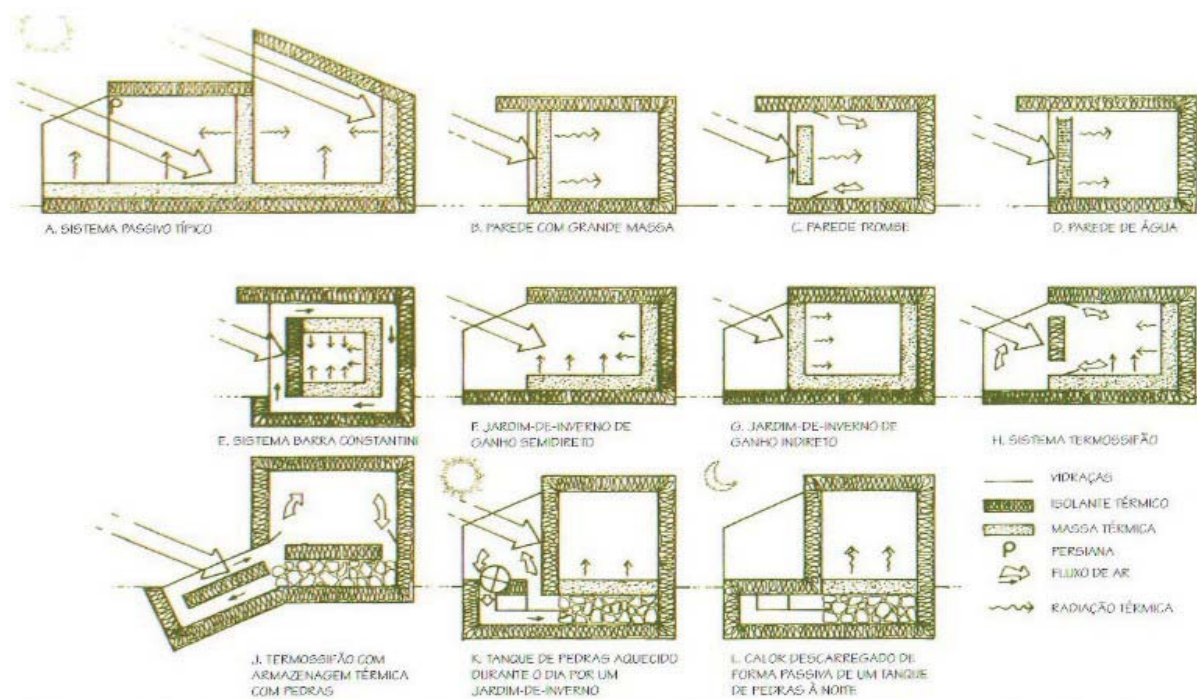 A. SISTEMA PASSIVO TÍPICO
B. PAREDE COM GRANDE MASSA
C. PAREDE TROMBE
D. PAREDE DE ÁGUA
E. SISTEMA BARRA CONSTANTINI
F. JARDIM-DE-INVERNO DE
GANHO SEMIDIRETO
G. JARDIM-DE-INVERNO DE
GANHO INDIRETO
H. SISTEMA TERMOSSIFÃO
VIDRAÇAS
ISOLANTE TÉRMICO
MASSA TÉRMICA
P PERSIANA
FLUXO DE AR
RADIAÇÃO TÉRMICA
J. TERMOSSIFÃO COM
ARMAZENAGEM TÉRMICA
COM PEDRAS
K. TANQUE DE PEDRAS AQUECIDO
DURANTE O DIA POR UM
JARDIM-DE-INVERNO
L. CALOR DESCARREGADO DE
FORMA PASSIVA DE UM TANQUE
DE PEDRAS À NOITE